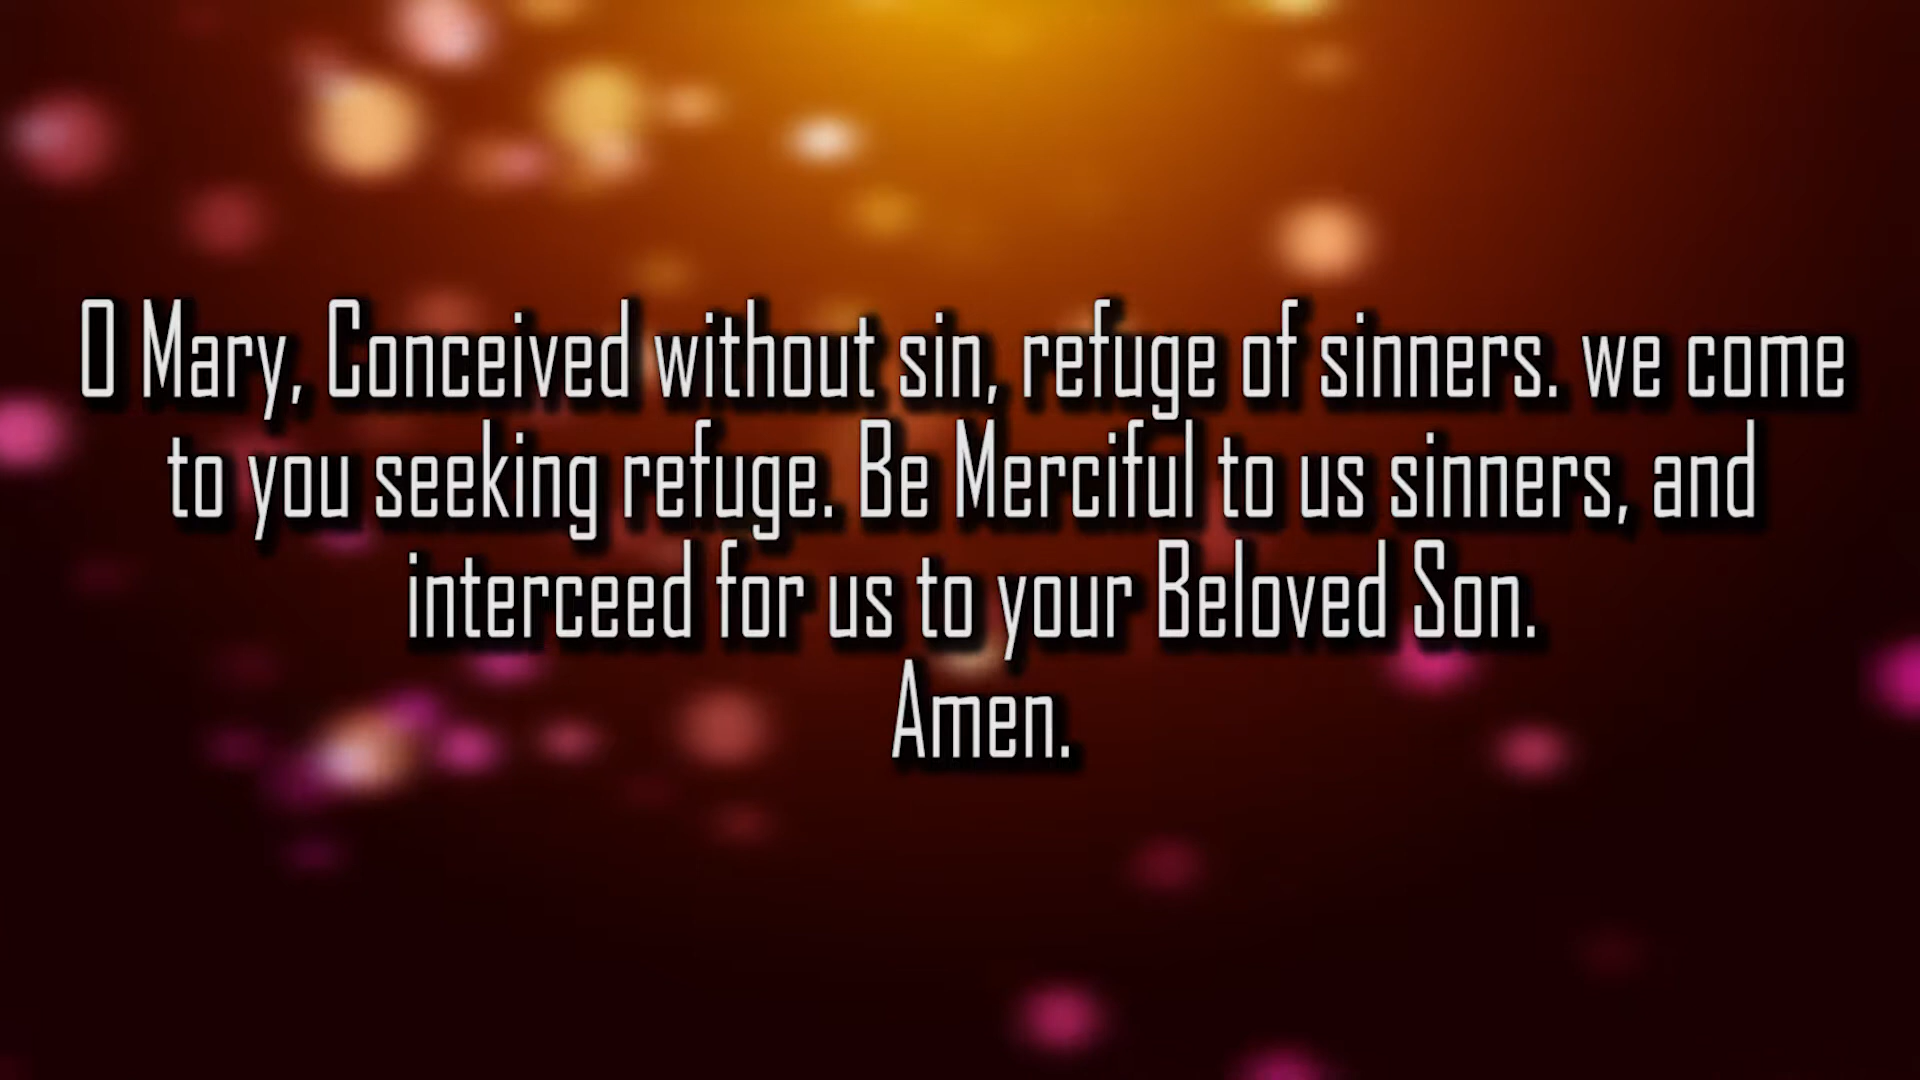 O Mary, Conceived without sin, refuge of sinners. we come
to you seeking refuge. Be Merciful to us sinners, and
interceed for us to your Beloved Son.
Amen.